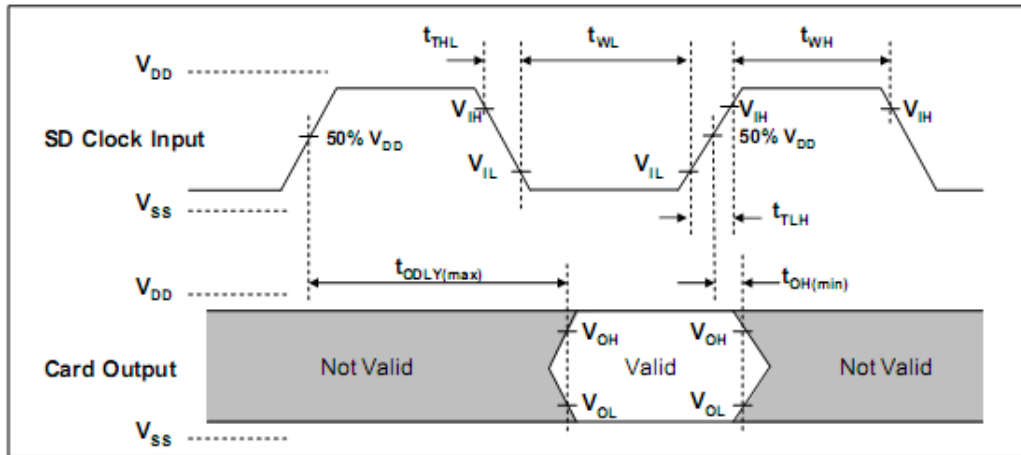 tTHL tWL tWH
VDD
VIH VIH VIH
SD Clock Input 50% VDD 50% VDD
VIL VIL
VSS
tTLH
tODLY(max)
VDD tOH(min)
VOH VOH
Card Output Not Valid Valid Not Valid
VOL VOL
VSS